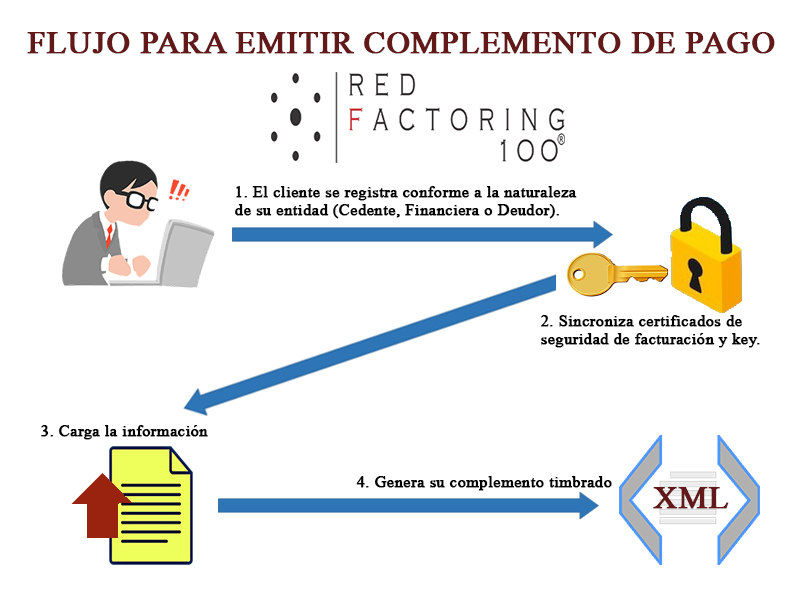 FLUJO PARA EMITIR COMPLEMENTO DE PAGO
RED
FACTORING
100®
1. El cliente se registra conforme a la naturaleza
de su entidad (Cedente, Financiera o Deudor).
!!!
2. Sincroniza certificados de
seguridad de facturación y key.
3. Carga la información
4. Genera su complemento timbrado
XML